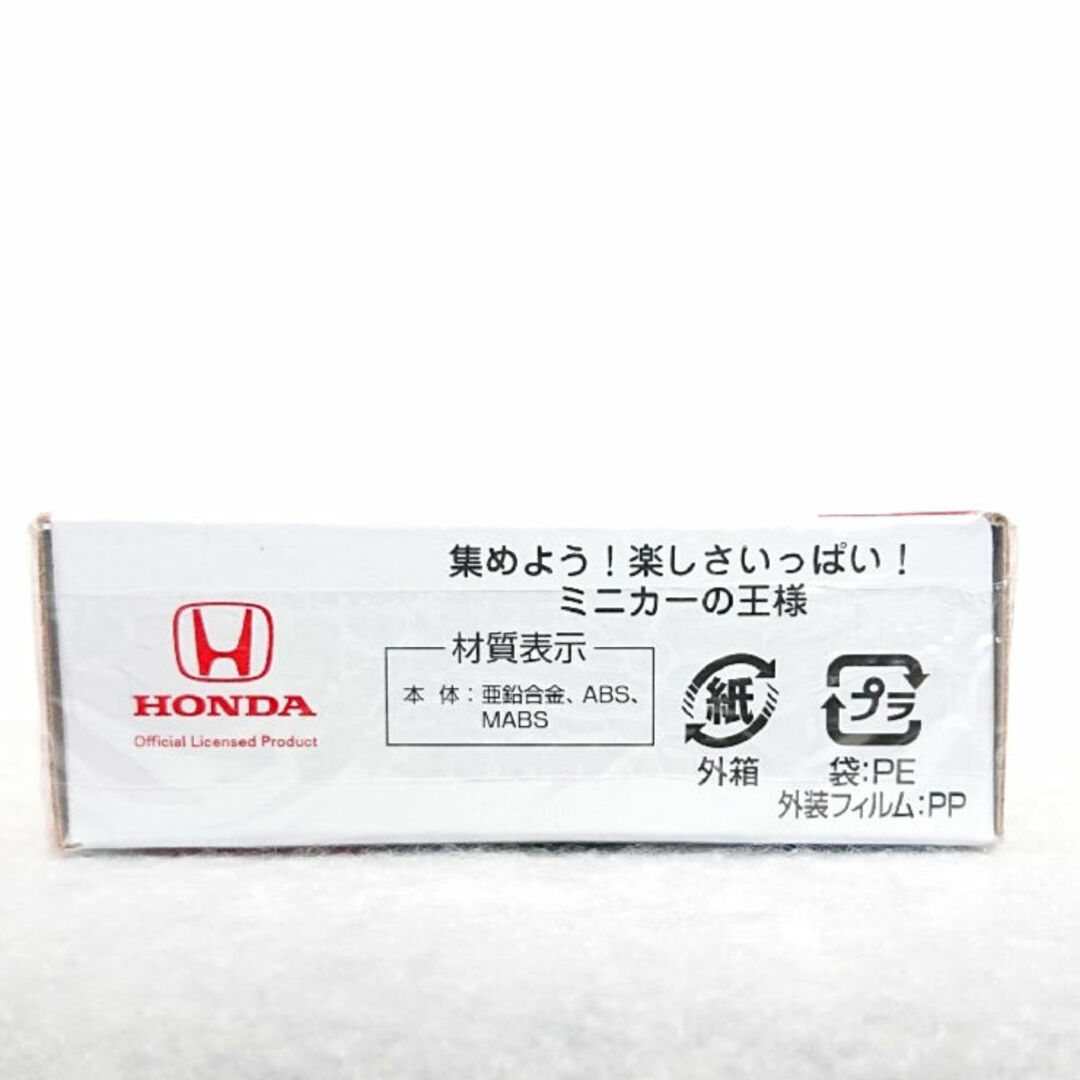 集めよう！楽しさいっぱい！
ミニカーの王様
HONDA
Official Licensed Product
材質表示
本 体：亜鉛合金、ABS、
MABS
紙
外箱
プラ
袋：PE
外装フィルム：PP